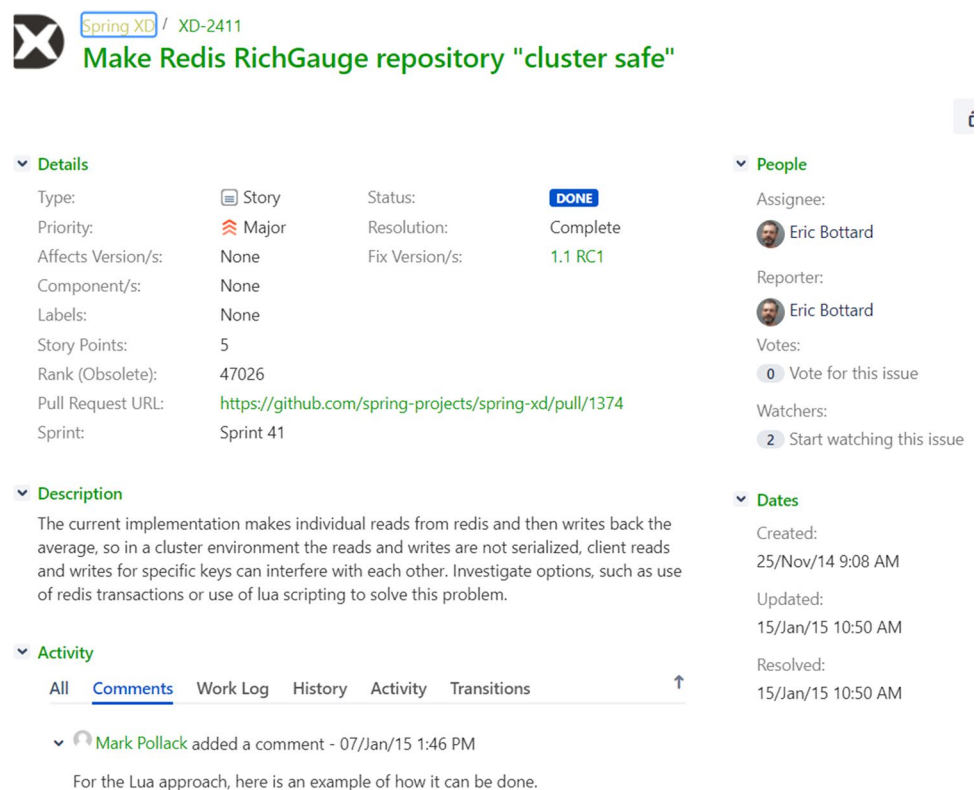 Spring XD / XD-2411
Make Redis RichGauge repository "cluster safe"
Details
Type: Story Status: DONE
Priority: Major Resolution: Complete
Affects Version/s: None Fix Version/s: 1.1 RC1
Component/s: None
Labels: None
Story Points: 5
Rank (Obsolete): 47026
Pull Request URL: https://github.com/spring-projects/spring-xd/pull/1374
Sprint: Sprint 41
Description
The current implementation makes individual reads from redis and then writes back the
average, so in a cluster environment the reads and writes are not serialized, client reads
and writes for specific keys can interfere with each other. Investigate options, such as use
of redis transactions or use of lua scripting to solve this problem.
Activity
All Comments Work Log History Activity Transitions
Mark Pollack added a comment - 07/Jan/15 1:46 PM
For the Lua approach, here is an example of how it can be done.
People
Assignee:
Eric Bottard
Reporter:
Eric Bottard
Votes:
0 Vote for this issue
Watchers:
2 Start watching this issue
Dates
Created:
25/Nov/14 9:08 AM
Updated:
15/Jan/15 10:50 AM
Resolved:
15/Jan/15 10:50 AM